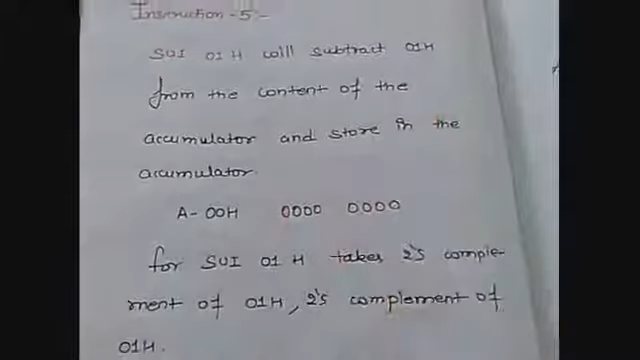 Instruction -5 -
SUI 01 H will subtract 01H
from the content of the
accumulator and store in the
accumulator.
A- 00H 0000 0000
for SUI 01 H takes 2's comple-
ment of 01H, 2's complement of
01H.